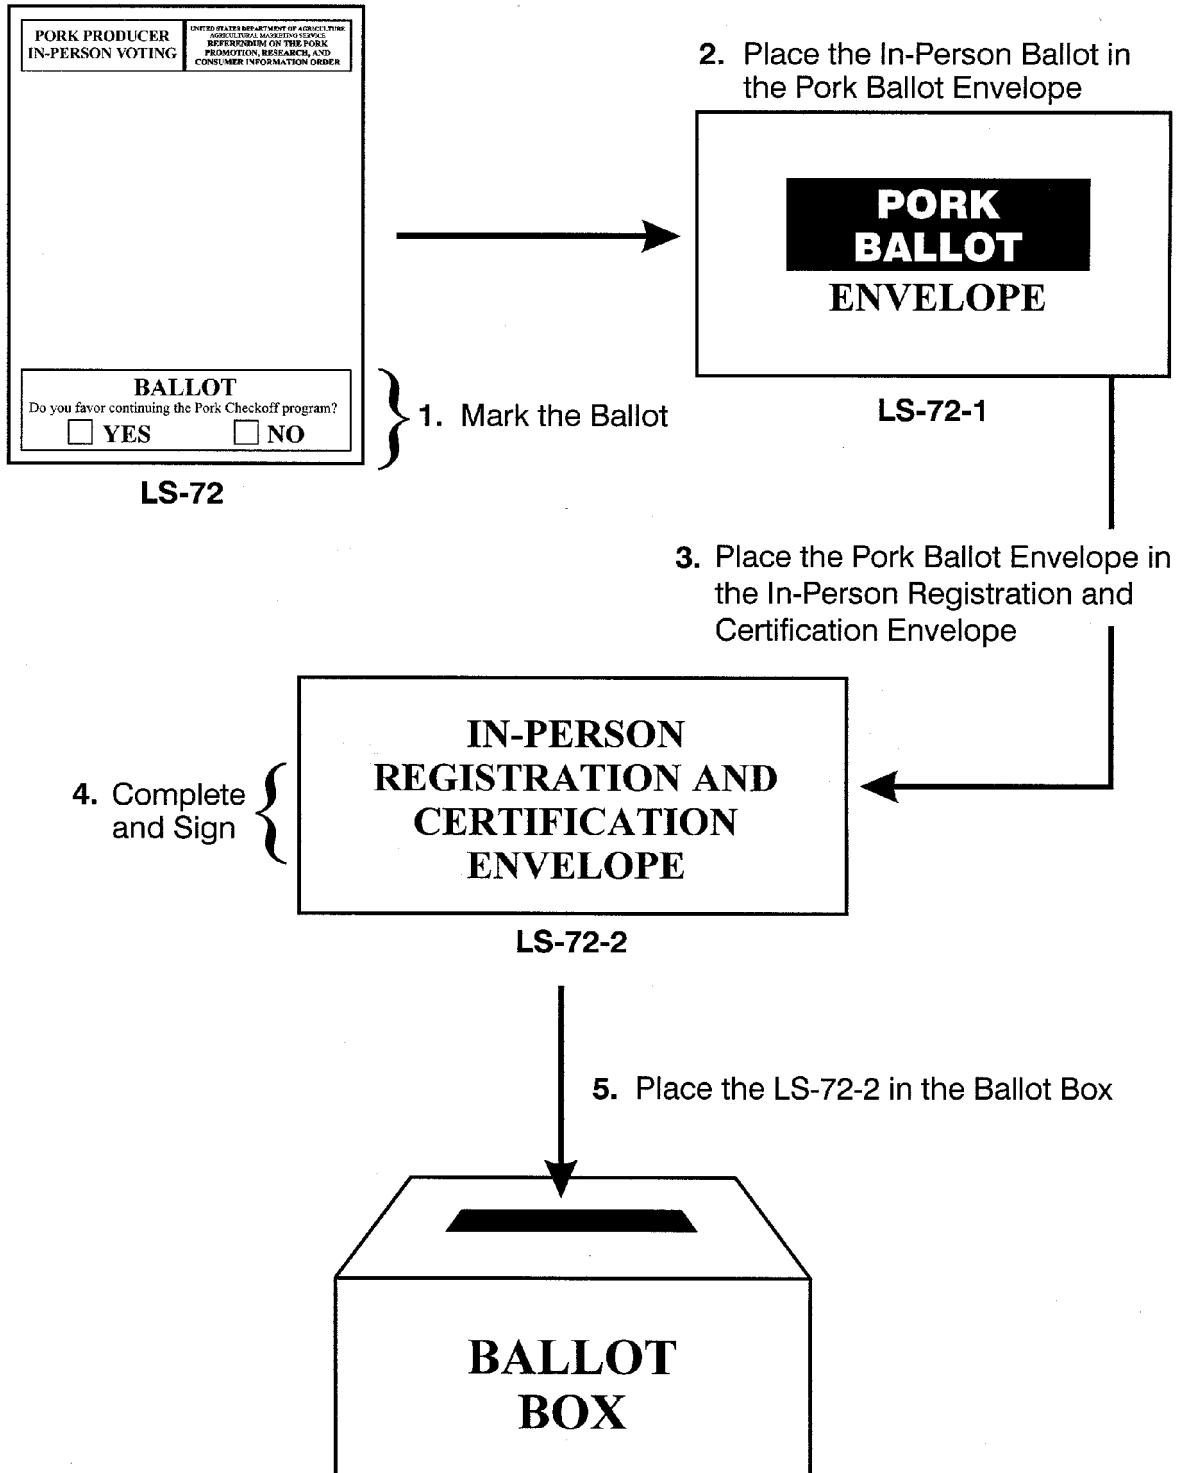 PORK PRODUCER
IN-PERSON VOTING
UNITED STATES DEPARTMENT OF AGRICULTURE
AGRICULTURAL MARKETING SERVICE
REFERENDUM ON THE PORK
PROMOTION, RESEARCH, AND
CONSUMER INFORMATION ORDER
BALLOT
Do you favor continuing the Pork Checkoff program?
YES NO
LS-72
1. Mark the Ballot
2. Place the In-Person Ballot in
the Pork Ballot Envelope
PORK
BALLOT
ENVELOPE
LS-72-1
3. Place the Pork Ballot Envelope in
the In-Person Registration and
Certification Envelope
IN-PERSON
REGISTRATION AND
CERTIFICATION
ENVELOPE
4. Complete
and Sign
LS-72-2
5. Place the LS-72-2 in the Ballot Box
BALLOT
BOX